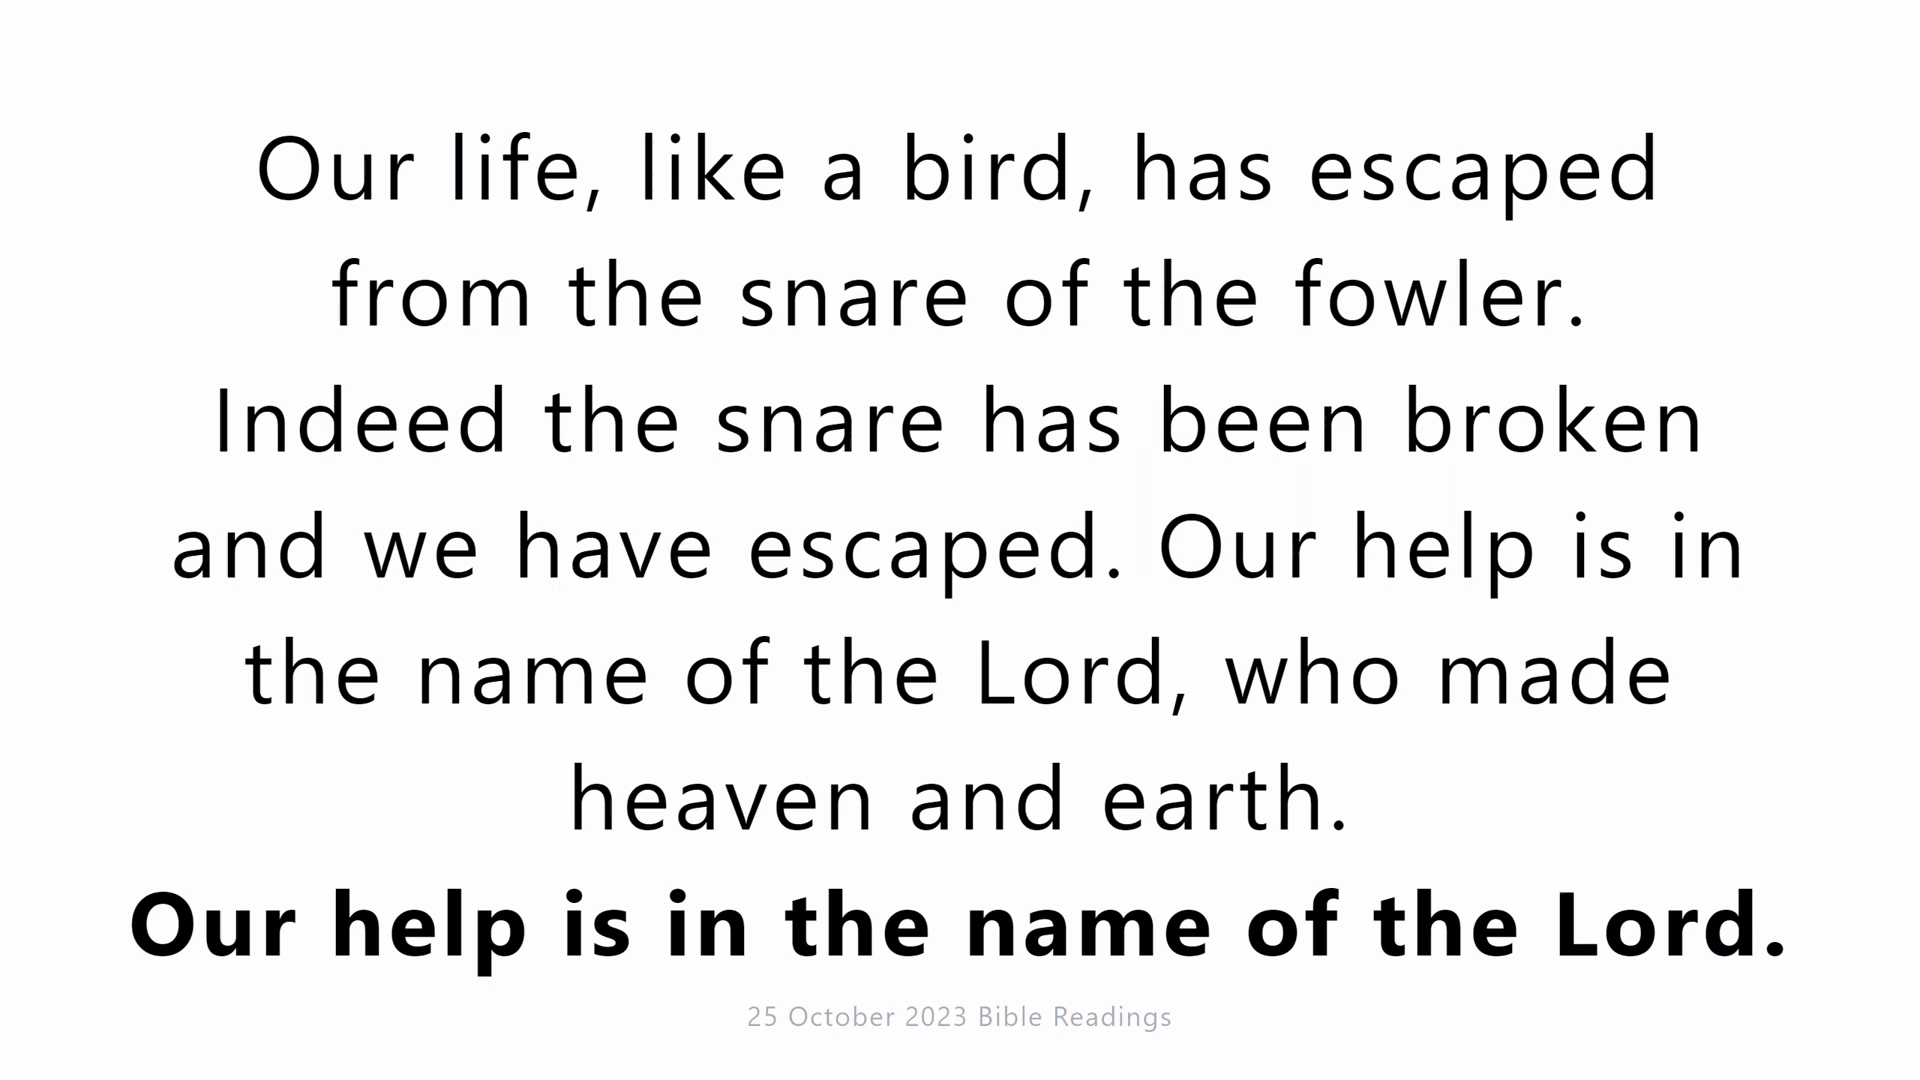 Our life, like a bird, has escaped
from the snare of the fowler.
Indeed the snare has been broken
and we have escaped. Our help is in
the name of the Lord, who made
heaven and earth.
Our help is in the name of the Lord.
25 October 2023 Bible Readings